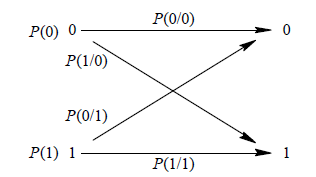 P(0/0)
P(0) 0 0
P(1/0)
P(0/1)
P(1) 1 1
P(1/1)